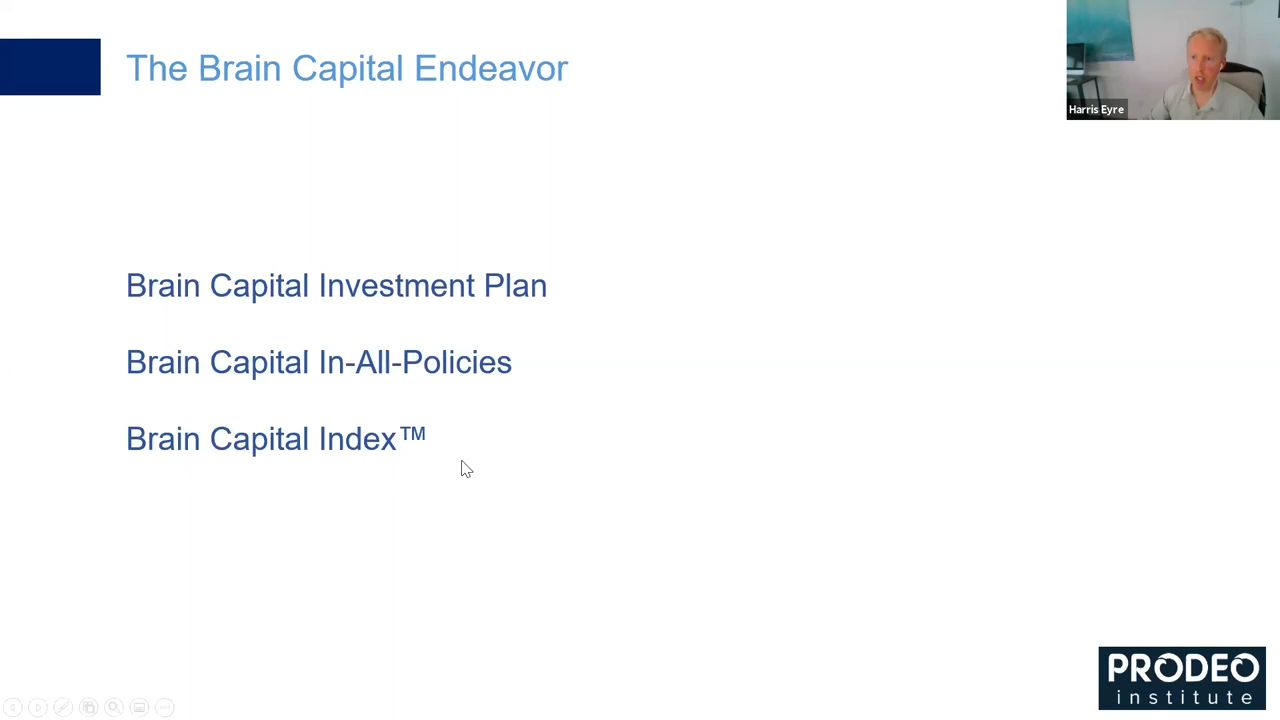 The Brain Capital Endeavor
Harris Eyre
Brain Capital Investment Plan
Brain Capital In-All-Policies
Brain Capital Index™
PRODEO
institute